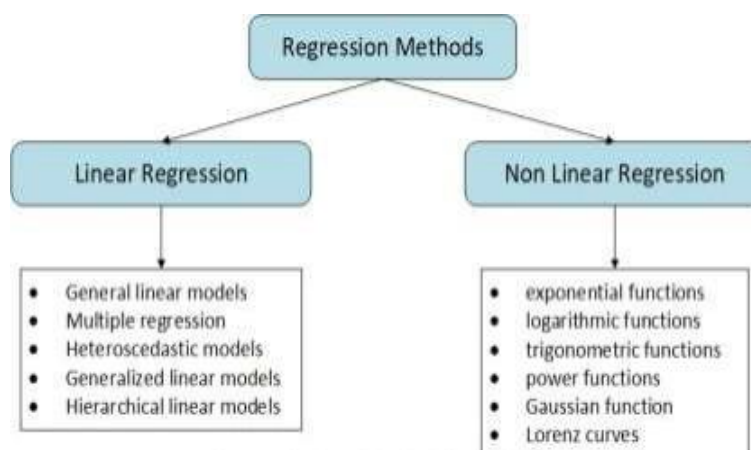 Regression Methods
Linear Regression
Non Linear Regression
• General linear models
• Multiple regression
• Heteroscedastic models
• Generalized linear models
• Hierarchical linear models
• exponential functions
• logarithmic functions
• trigonometric functions
• power functions
• Gaussian function
• Lorenz curves